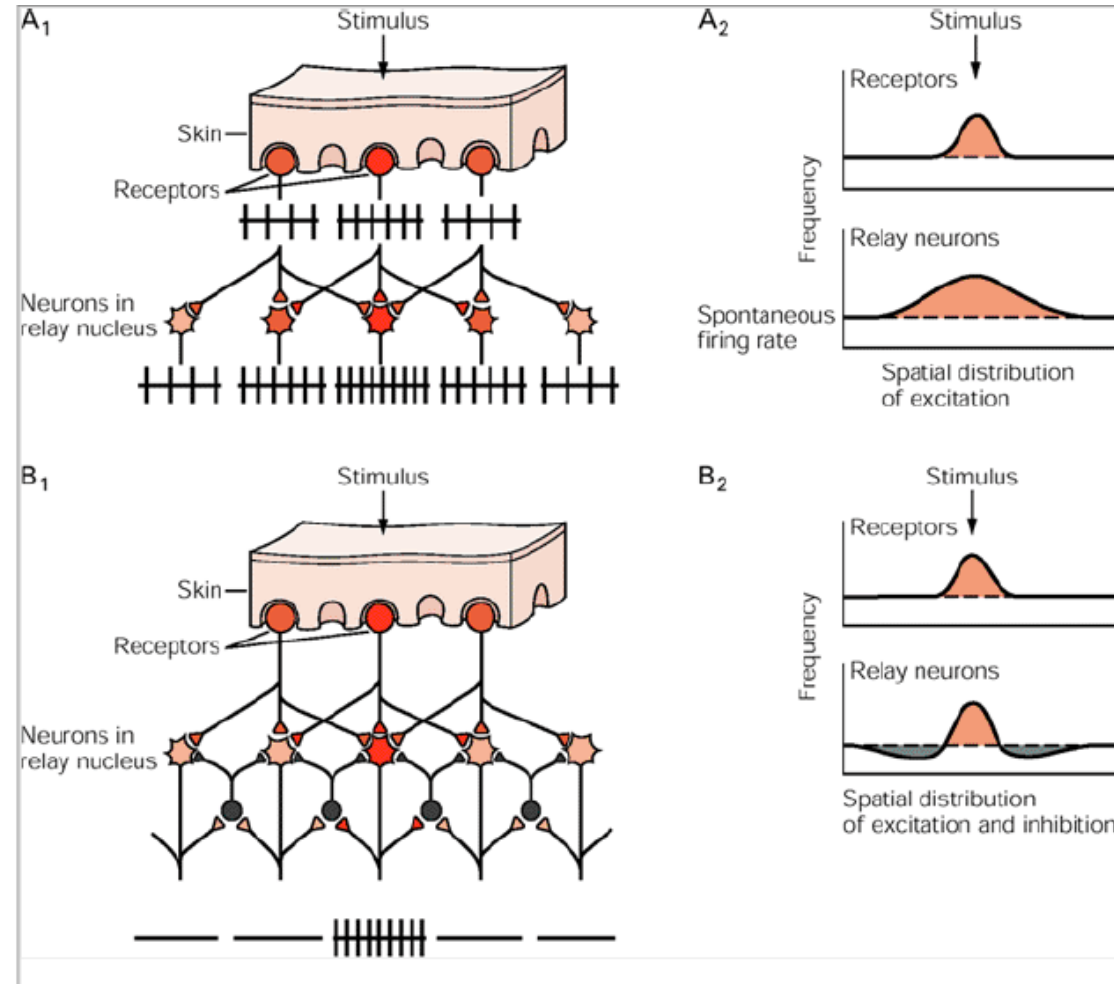 A1
Stimulus
Skin
Receptors
Neurons in
relay nucleus
A2
Stimulus
Receptors
Frequency
Relay neurons
Spontaneous
firing rate
Spatial distribution
of excitation
B1
Stimulus
Skin
Receptors
Neurons in
relay nucleus
B2
Stimulus
Receptors
Frequency
Relay neurons
Spatial distribution
of excitation and inhibition